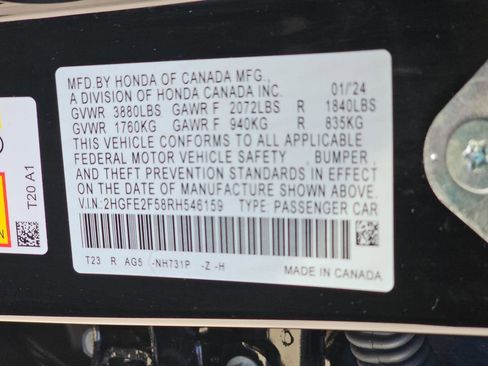 MFD.BY HONDA OF CANADA MFG.,
A DIVISION OF HONDA CANADA INC. 01/'24
GVWR 3880LBS GAWR F 2072LBS R 1840LBS
GVWR 1760KG GAWR F 940KG R 835KG
THIS VEHICLE CONFORMS TO ALL APPLICABLE
FEDERAL MOTOR VEHICLE SAFETY , BUMPER ,
AND THEFT PREVENTION STANDARDS IN EFFECT
ON THE DATE OF MANUFACTURE SHOWN ABOVE.
V.I.N:2HGFE2F58RH546159 TYPE: PASSENGER CAR
T23 R AG5 -NH731P -Z -H
MADE IN CANADA
T20 A1